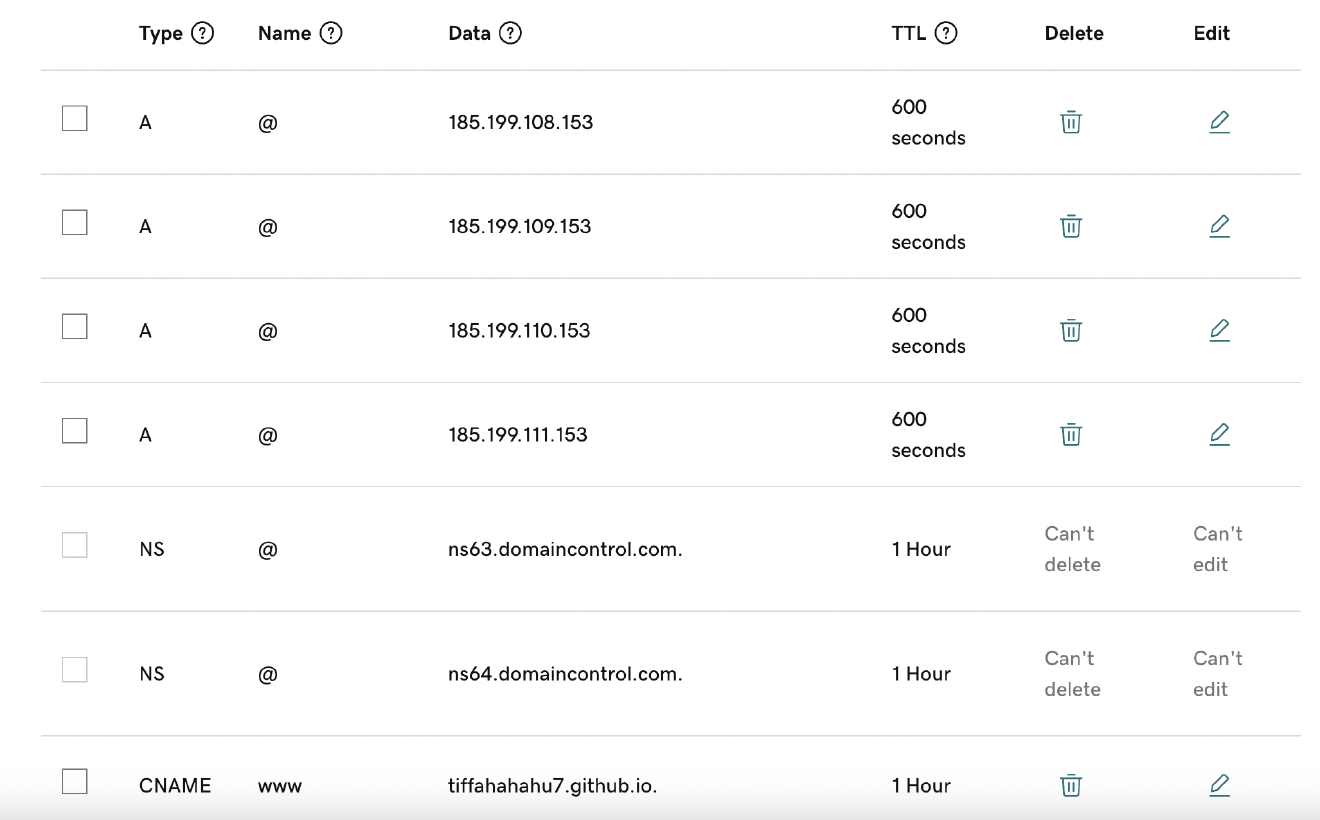 Type ? Name ? Data ? TTL ? Delete Edit
A @ 185.199.108.153 600 seconds
A @ 185.199.109.153 600 seconds
A @ 185.199.110.153 600 seconds
A @ 185.199.111.153 600 seconds
NS @ ns63.domaincontrol.com. 1 Hour Can't delete Can't edit
NS @ ns64.domaincontrol.com. 1 Hour Can't delete Can't edit
CNAME www tiffahahahu7.github.io. 1 Hour